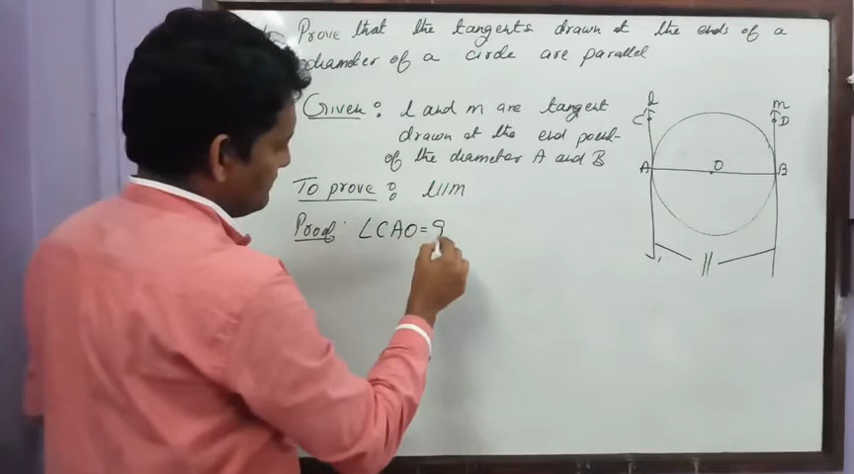 Prove that the tangents drawn at the ends of a
diameter of a circle are parallel
Given : l and m are tangent
drawn at the end point
of the diameter A and B
To prove : l//m
Proof: ∠CAO = 9
l
C
A
O
m
D
B
//